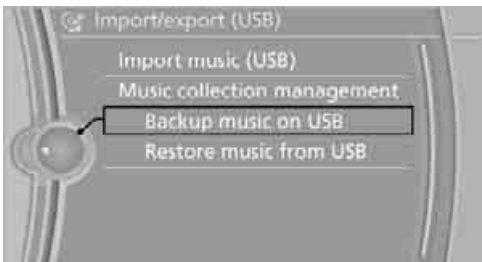 Import/export (USB)
Import music (USB)
Music collection management
Backup music on USB
Restore music from USB